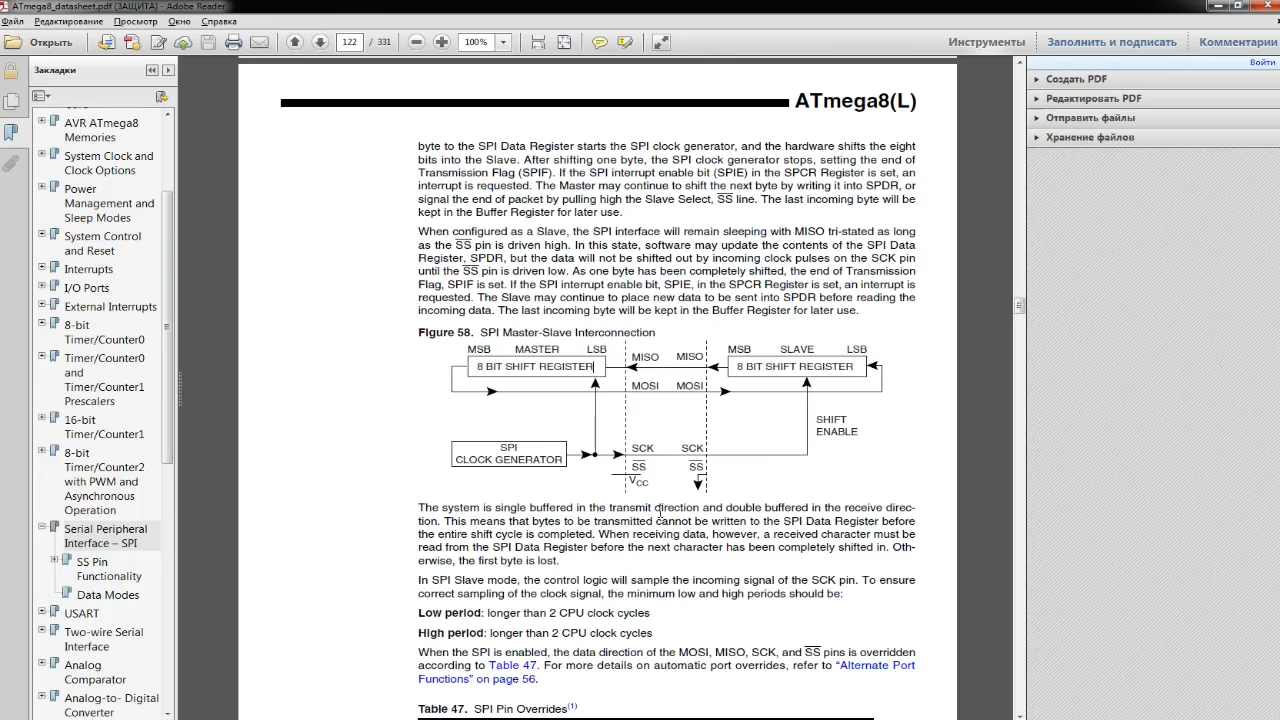 ATmega8_datasheet.pdf (ЗАЩИТА) - Adobe Reader
Файл Редактирование Просмотр Окно Справка
Открыть 122 / 331 100% Инструменты Заполнить и подписать Комментарии
Войти
Закладки
AVR ATmega8
Memories
System Clock and
Clock Options
Power
Management and
Sleep Modes
System Control
and Reset
Interrupts
I/O Ports
External Interrupts
8-bit
Timer/Counter0
Timer/Counter0
and
Timer/Counter1
Prescalers
16-bit
Timer/Counter1
8-bit
Timer/Counter2
with PWM and
Asynchronous
Operation
Serial Peripheral
Interface – SPI
SS Pin
Functionality
Data Modes
USART
Two-wire Serial
Interface
Analog
Comparator
Analog-to- Digital
Converter
ATmega8(L)
byte to the SPI Data Register starts the SPI clock generator, and the hardware shifts the eight
bits into the Slave. After shifting one byte, the SPI clock generator stops, setting the end of
Transmission Flag (SPIF). If the SPI interrupt enable bit (SPIE) in the SPCR Register is set, an
interrupt is requested. The Master may continue to shift the next byte by writing it into SPDR, or
signal the end of packet by pulling high the Slave Select, SS line. The last incoming byte will be
kept in the Buffer Register for later use.
When configured as a Slave, the SPI interface will remain sleeping with MISO tri-stated as long
as the SS pin is driven high. In this state, software may update the contents of the SPI Data
Register, SPDR, but the data will not be shifted out by incoming clock pulses on the SCK pin
until the SS pin is driven low. As one byte has been completely shifted, the end of Transmission
Flag, SPIF is set. If the SPI interrupt enable bit, SPIE, in the SPCR Register is set, an interrupt is
requested. The Slave may continue to place new data to be sent into SPDR before reading the
incoming data. The last incoming byte will be kept in the Buffer Register for later use.
Figure 58. SPI Master-Slave Interconnection
MSB MASTER LSB
8 BIT SHIFT REGISTER
MISO MISO
MSB SLAVE LSB
8 BIT SHIFT REGISTER
MOSI MOSI
SHIFT
ENABLE
SPI
CLOCK GENERATOR
SCK SCK
SS SS
VCC
The system is single buffered in the transmit direction and double buffered in the receive direc-
tion. This means that bytes to be transmitted cannot be written to the SPI Data Register before
the entire shift cycle is completed. When receiving data, however, a received character must be
read from the SPI Data Register before the next character has been completely shifted in. Oth-
erwise, the first byte is lost.
In SPI Slave mode, the control logic will sample the incoming signal of the SCK pin. To ensure
correct sampling of the clock signal, the minimum low and high periods should be:
Low period: longer than 2 CPU clock cycles
High period: longer than 2 CPU clock cycles
When the SPI is enabled, the data direction of the MOSI, MISO, SCK, and SS pins is overridden
according to Table 47. For more details on automatic port overrides, refer to “Alternate Port
Functions” on page 56.
Table 47. SPI Pin Overrides(1)
Создать PDF
Редактировать PDF
Отправить файлы
Хранение файлов